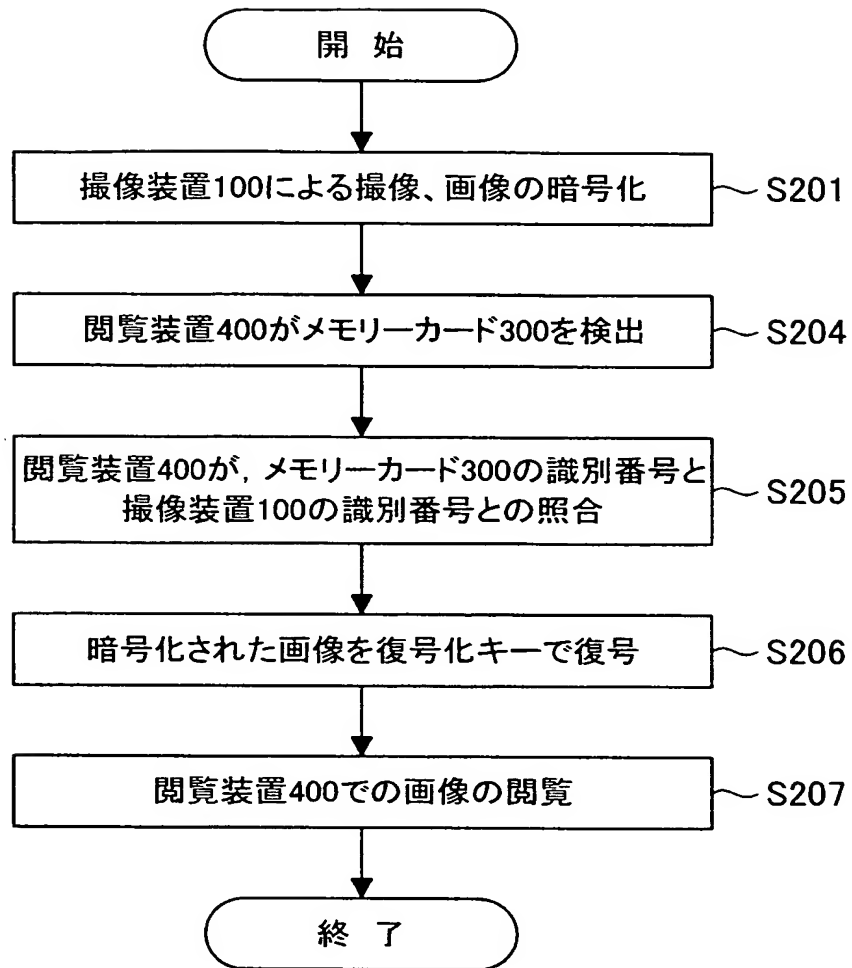 開 始
撮像装置100による撮像、画像の暗号化 S201
閲覧装置400がメモリーカード300を検出 S204
閲覧装置400が，メモリーカード300の識別番号と
撮像装置100の識別番号との照合 S205
暗号化された画像を復号化キーで復号 S206
閲覧装置400での画像の閲覧 S207
終 了